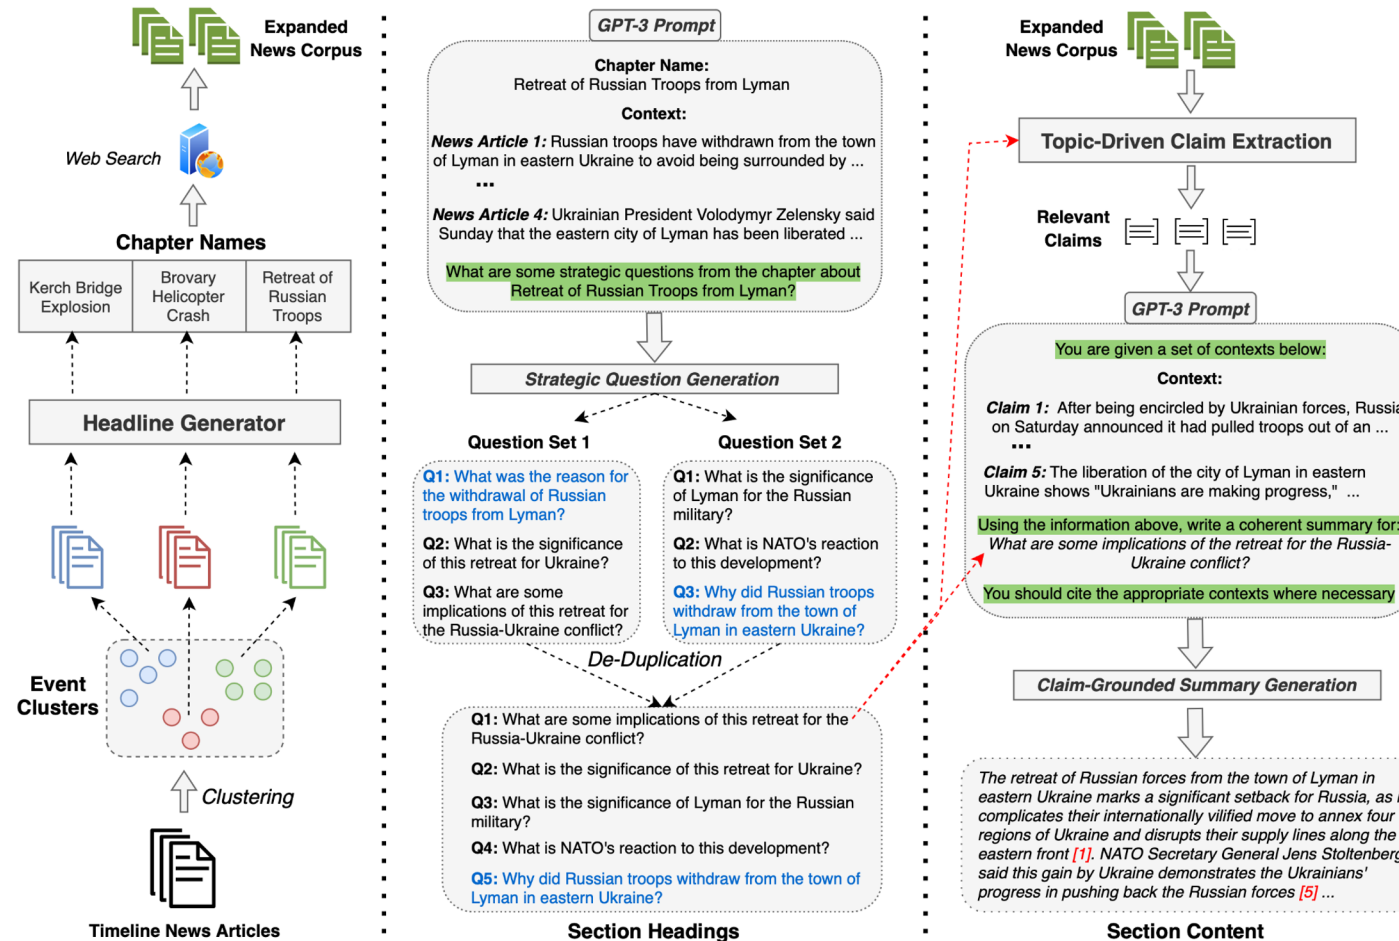 Expanded
News Corpus
Web Search
Chapter Names
Kerch Bridge
Explosion
Brovary
Helicopter
Crash
Retreat of
Russian
Troops
Headline Generator
Event
Clusters
Clustering
Timeline News Articles
GPT-3 Prompt
Chapter Name:
Retreat of Russian Troops from Lyman
Context:
News Article 1: Russian troops have withdrawn from the town
of Lyman in eastern Ukraine to avoid being surrounded by ...
...
News Article 4: Ukrainian President Volodymyr Zelensky said
Sunday that the eastern city of Lyman has been liberated ...
What are some strategic questions from the chapter about
Retreat of Russian Troops from Lyman?
Strategic Question Generation
Question Set 1
Q1: What was the reason for
the withdrawal of Russian
troops from Lyman?
Q2: What is the significance
of this retreat for Ukraine?
Q3: What are some
implications of this retreat for
the Russia-Ukraine conflict?
Question Set 2
Q1: What is the significance
of Lyman for the Russian
military?
Q2: What is NATO's reaction
to this development?
Q3: Why did Russian troops
withdraw from the town of
Lyman in eastern Ukraine?
De-Duplication
Q1: What are some implications of this retreat for the
Russia-Ukraine conflict?
Q2: What is the significance of this retreat for Ukraine?
Q3: What is the significance of Lyman for the Russian
military?
Q4: What is NATO's reaction to this development?
Q5: Why did Russian troops withdraw from the town of
Lyman in eastern Ukraine?
Section Headings
Expanded
News Corpus
Topic-Driven Claim Extraction
Relevant
Claims
GPT-3 Prompt
You are given a set of contexts below:
Context:
Claim 1: After being encircled by Ukrainian forces, Russia
on Saturday announced it had pulled troops out of an ...
...
Claim 5: The liberation of the city of Lyman in eastern
Ukraine shows "Ukrainians are making progress," ...
Using the information above, write a coherent summary for:
What are some implications of the retreat for the Russia-
Ukraine conflict?
You should cite the appropriate contexts where necessary
Claim-Grounded Summary Generation
The retreat of Russian forces from the town of Lyman in
eastern Ukraine marks a significant setback for Russia, as
complicates their internationally vilified move to annex four
regions of Ukraine and disrupts their supply lines along the
eastern front [1]. NATO Secretary General Jens Stoltenberg
said this gain by Ukraine demonstrates the Ukrainians'
progress in pushing back the Russian forces [5] ...
Section Content